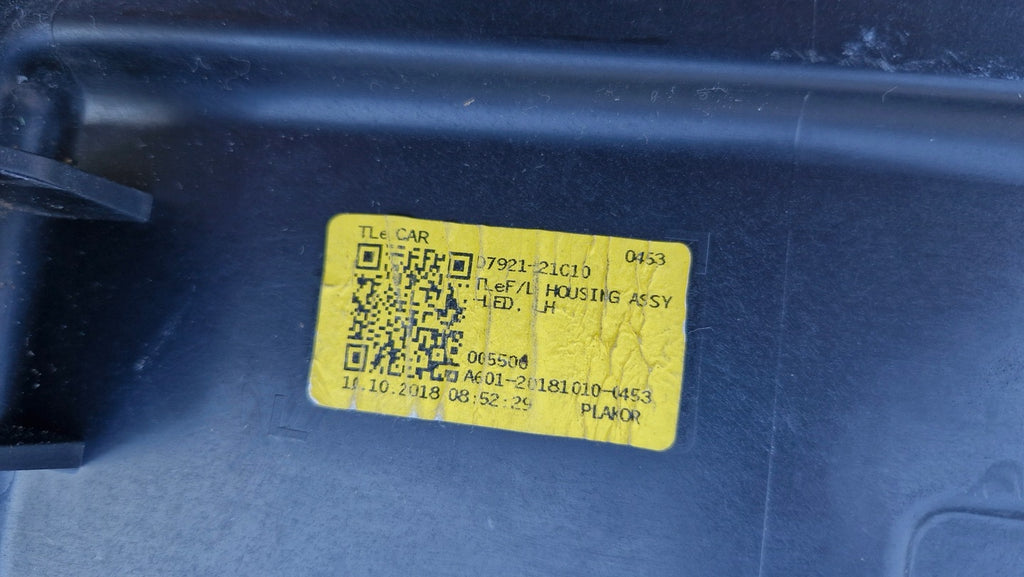 TLe CAR 0453
D7921-21C10
TLeF/L HOUSING ASSY
-LED, LH
005506
A601-20181010-0453
10.10.2018 08:52:29
PLAKOR